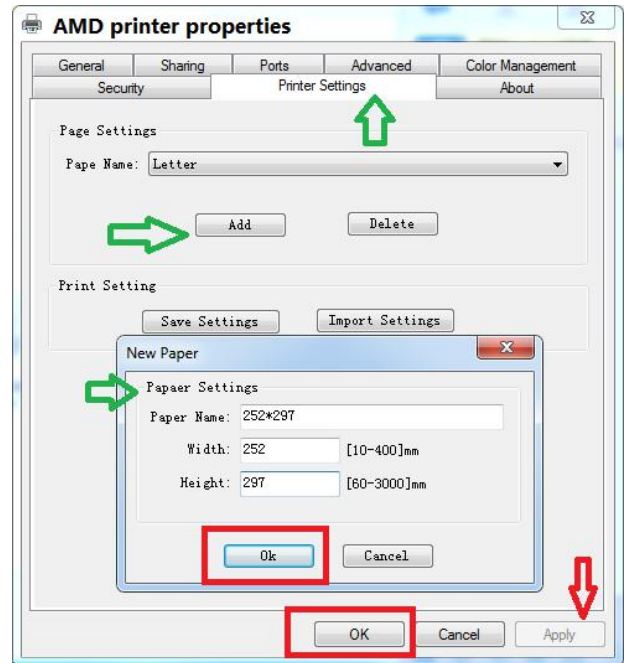 AMD printer properties
General Sharing Ports Advanced Color Management
Security Printer Settings About
Page Settings
Pape Name: Letter
Add Delete
Print Setting
Save Settings Import Settings
New Paper
Papaer Settings
Paper Name: 252*297
Width: 252 [10-400]mm
Height: 297 [60-3000]mm
Ok Cancel
OK Cancel Apply